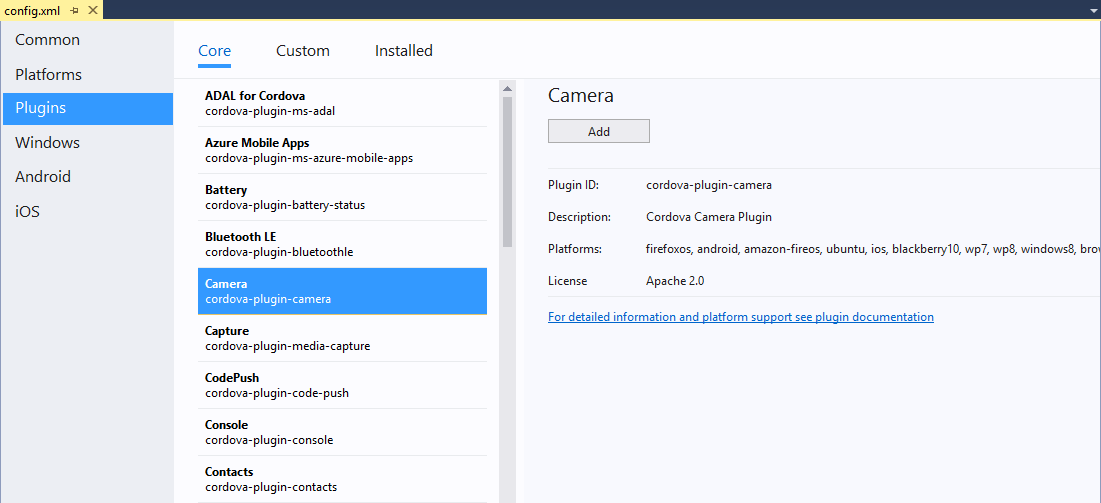 config.xml
Common
Platforms
Plugins
Windows
Android
iOS
Core Custom Installed
ADAL for Cordova
cordova-plugin-ms-adal
Azure Mobile Apps
cordova-plugin-ms-azure-mobile-apps
Battery
cordova-plugin-battery-status
Bluetooth LE
cordova-plugin-bluetoothle
Camera
cordova-plugin-camera
Capture
cordova-plugin-media-capture
CodePush
cordova-plugin-code-push
Console
cordova-plugin-console
Contacts
cordova-plugin-contacts
Camera
Add
Plugin ID: cordova-plugin-camera
Description: Cordova Camera Plugin
Platforms: firefoxos, android, amazon-fireos, ubuntu, ios, blackberry10, wp7, wp8, windows8, brow
License Apache 2.0
For detailed information and platform support see plugin documentation